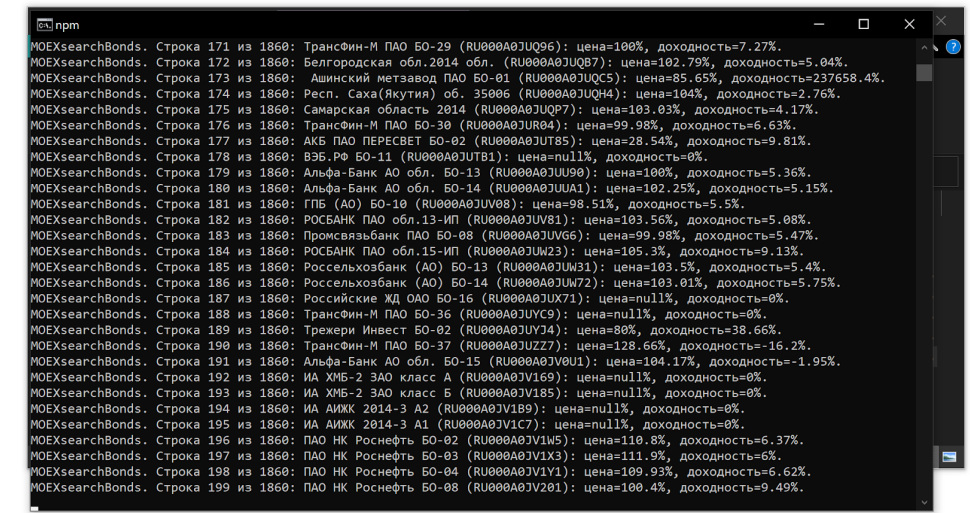 npm
MOEXsearchBonds. Строка 171 из 1860: ТрансФин-М ПАО БО-29 (RU000A0JUQ96): цена=100%, доходность=7.27%.
MOEXsearchBonds. Строка 172 из 1860: Белгородская обл.2014 обл. (RU000A0JUQB7): цена=102.79%, доходность=5.04%.
MOEXsearchBonds. Строка 173 из 1860:  Ашинский метзавод ПАО БО-01 (RU000A0JUQC5): цена=85.65%, доходность=237658.4%.
MOEXsearchBonds. Строка 174 из 1860: Респ. Саха(Якутия) об. 35006 (RU000A0JUQH4): цена=104%, доходность=2.76%.
MOEXsearchBonds. Строка 175 из 1860: Самарская область 2014 (RU000A0JUQP7): цена=103.03%, доходность=4.17%.
MOEXsearchBonds. Строка 176 из 1860: ТрансФин-М ПАО БО-30 (RU000A0JUR04): цена=99.98%, доходность=6.63%.
MOEXsearchBonds. Строка 177 из 1860: АКБ ПАО ПЕРЕСВЕТ БО-02 (RU000A0JUT85): цена=28.54%, доходность=9.81%.
MOEXsearchBonds. Строка 178 из 1860: ВЭБ.РФ БО-11 (RU000A0JUTB1): цена=null%, доходность=0%.
MOEXsearchBonds. Строка 179 из 1860: Альфа-Банк АО обл. БО-13 (RU000A0JUU90): цена=100%, доходность=5.36%.
MOEXsearchBonds. Строка 180 из 1860: Альфа-Банк АО обл. БО-14 (RU000A0JUUA1): цена=102.25%, доходность=5.15%.
MOEXsearchBonds. Строка 181 из 1860: ГПБ (АО) БО-10 (RU000A0JUV08): цена=98.51%, доходность=5.5%.
MOEXsearchBonds. Строка 182 из 1860: РОСБАНК ПАО обл.13-ИП (RU000A0JUV81): цена=103.56%, доходность=5.08%.
MOEXsearchBonds. Строка 183 из 1860: Промсвязьбанк ПАО БО-08 (RU000A0JUVG6): цена=99.98%, доходность=5.47%.
MOEXsearchBonds. Строка 184 из 1860: РОСБАНК ПАО обл.15-ИП (RU000A0JUW23): цена=105.3%, доходность=9.13%.
MOEXsearchBonds. Строка 185 из 1860: Россельхозбанк (АО) БО-13 (RU000A0JUW31): цена=103.5%, доходность=5.4%.
MOEXsearchBonds. Строка 186 из 1860: Россельхозбанк (АО) БО-14 (RU000A0JUW72): цена=103.01%, доходность=5.75%.
MOEXsearchBonds. Строка 187 из 1860: Российские ЖД ОАО БО-16 (RU000A0JUX71): цена=null%, доходность=0%.
MOEXsearchBonds. Строка 188 из 1860: ТрансФин-М ПАО БО-36 (RU000A0JUYC9): цена=null%, доходность=0%.
MOEXsearchBonds. Строка 189 из 1860: Трежери Инвест БО-02 (RU000A0JUYJ4): цена=80%, доходность=38.66%.
MOEXsearchBonds. Строка 190 из 1860: ТрансФин-М ПАО БО-37 (RU000A0JUZZ7): цена=128.66%, доходность=-16.2%.
MOEXsearchBonds. Строка 191 из 1860: Альфа-Банк АО обл. БО-15 (RU000A0JV0U1): цена=104.17%, доходность=-1.95%.
MOEXsearchBonds. Строка 192 из 1860: ИА ХМБ-2 ЗАО класс А (RU000A0JV169): цена=null%, доходность=0%.
MOEXsearchBonds. Строка 193 из 1860: ИА ХМБ-2 ЗАО класс Б (RU000A0JV185): цена=null%, доходность=0%.
MOEXsearchBonds. Строка 194 из 1860: ИА АИЖК 2014-3 А2 (RU000A0JV1B9): цена=null%, доходность=0%.
MOEXsearchBonds. Строка 195 из 1860: ИА АИЖК 2014-3 А1 (RU000A0JV1C7): цена=null%, доходность=0%.
MOEXsearchBonds. Строка 196 из 1860: ПАО НК Роснефть БО-02 (RU000A0JV1W5): цена=110.8%, доходность=6.37%.
MOEXsearchBonds. Строка 197 из 1860: ПАО НК Роснефть БО-03 (RU000A0JV1X3): цена=111.9%, доходность=6%.
MOEXsearchBonds. Строка 198 из 1860: ПАО НК Роснефть БО-04 (RU000A0JV1Y1): цена=109.93%, доходность=6.62%.
MOEXsearchBonds. Строка 199 из 1860: ПАО НК Роснефть БО-08 (RU000A0JV201): цена=100.4%, доходность=9.49%.